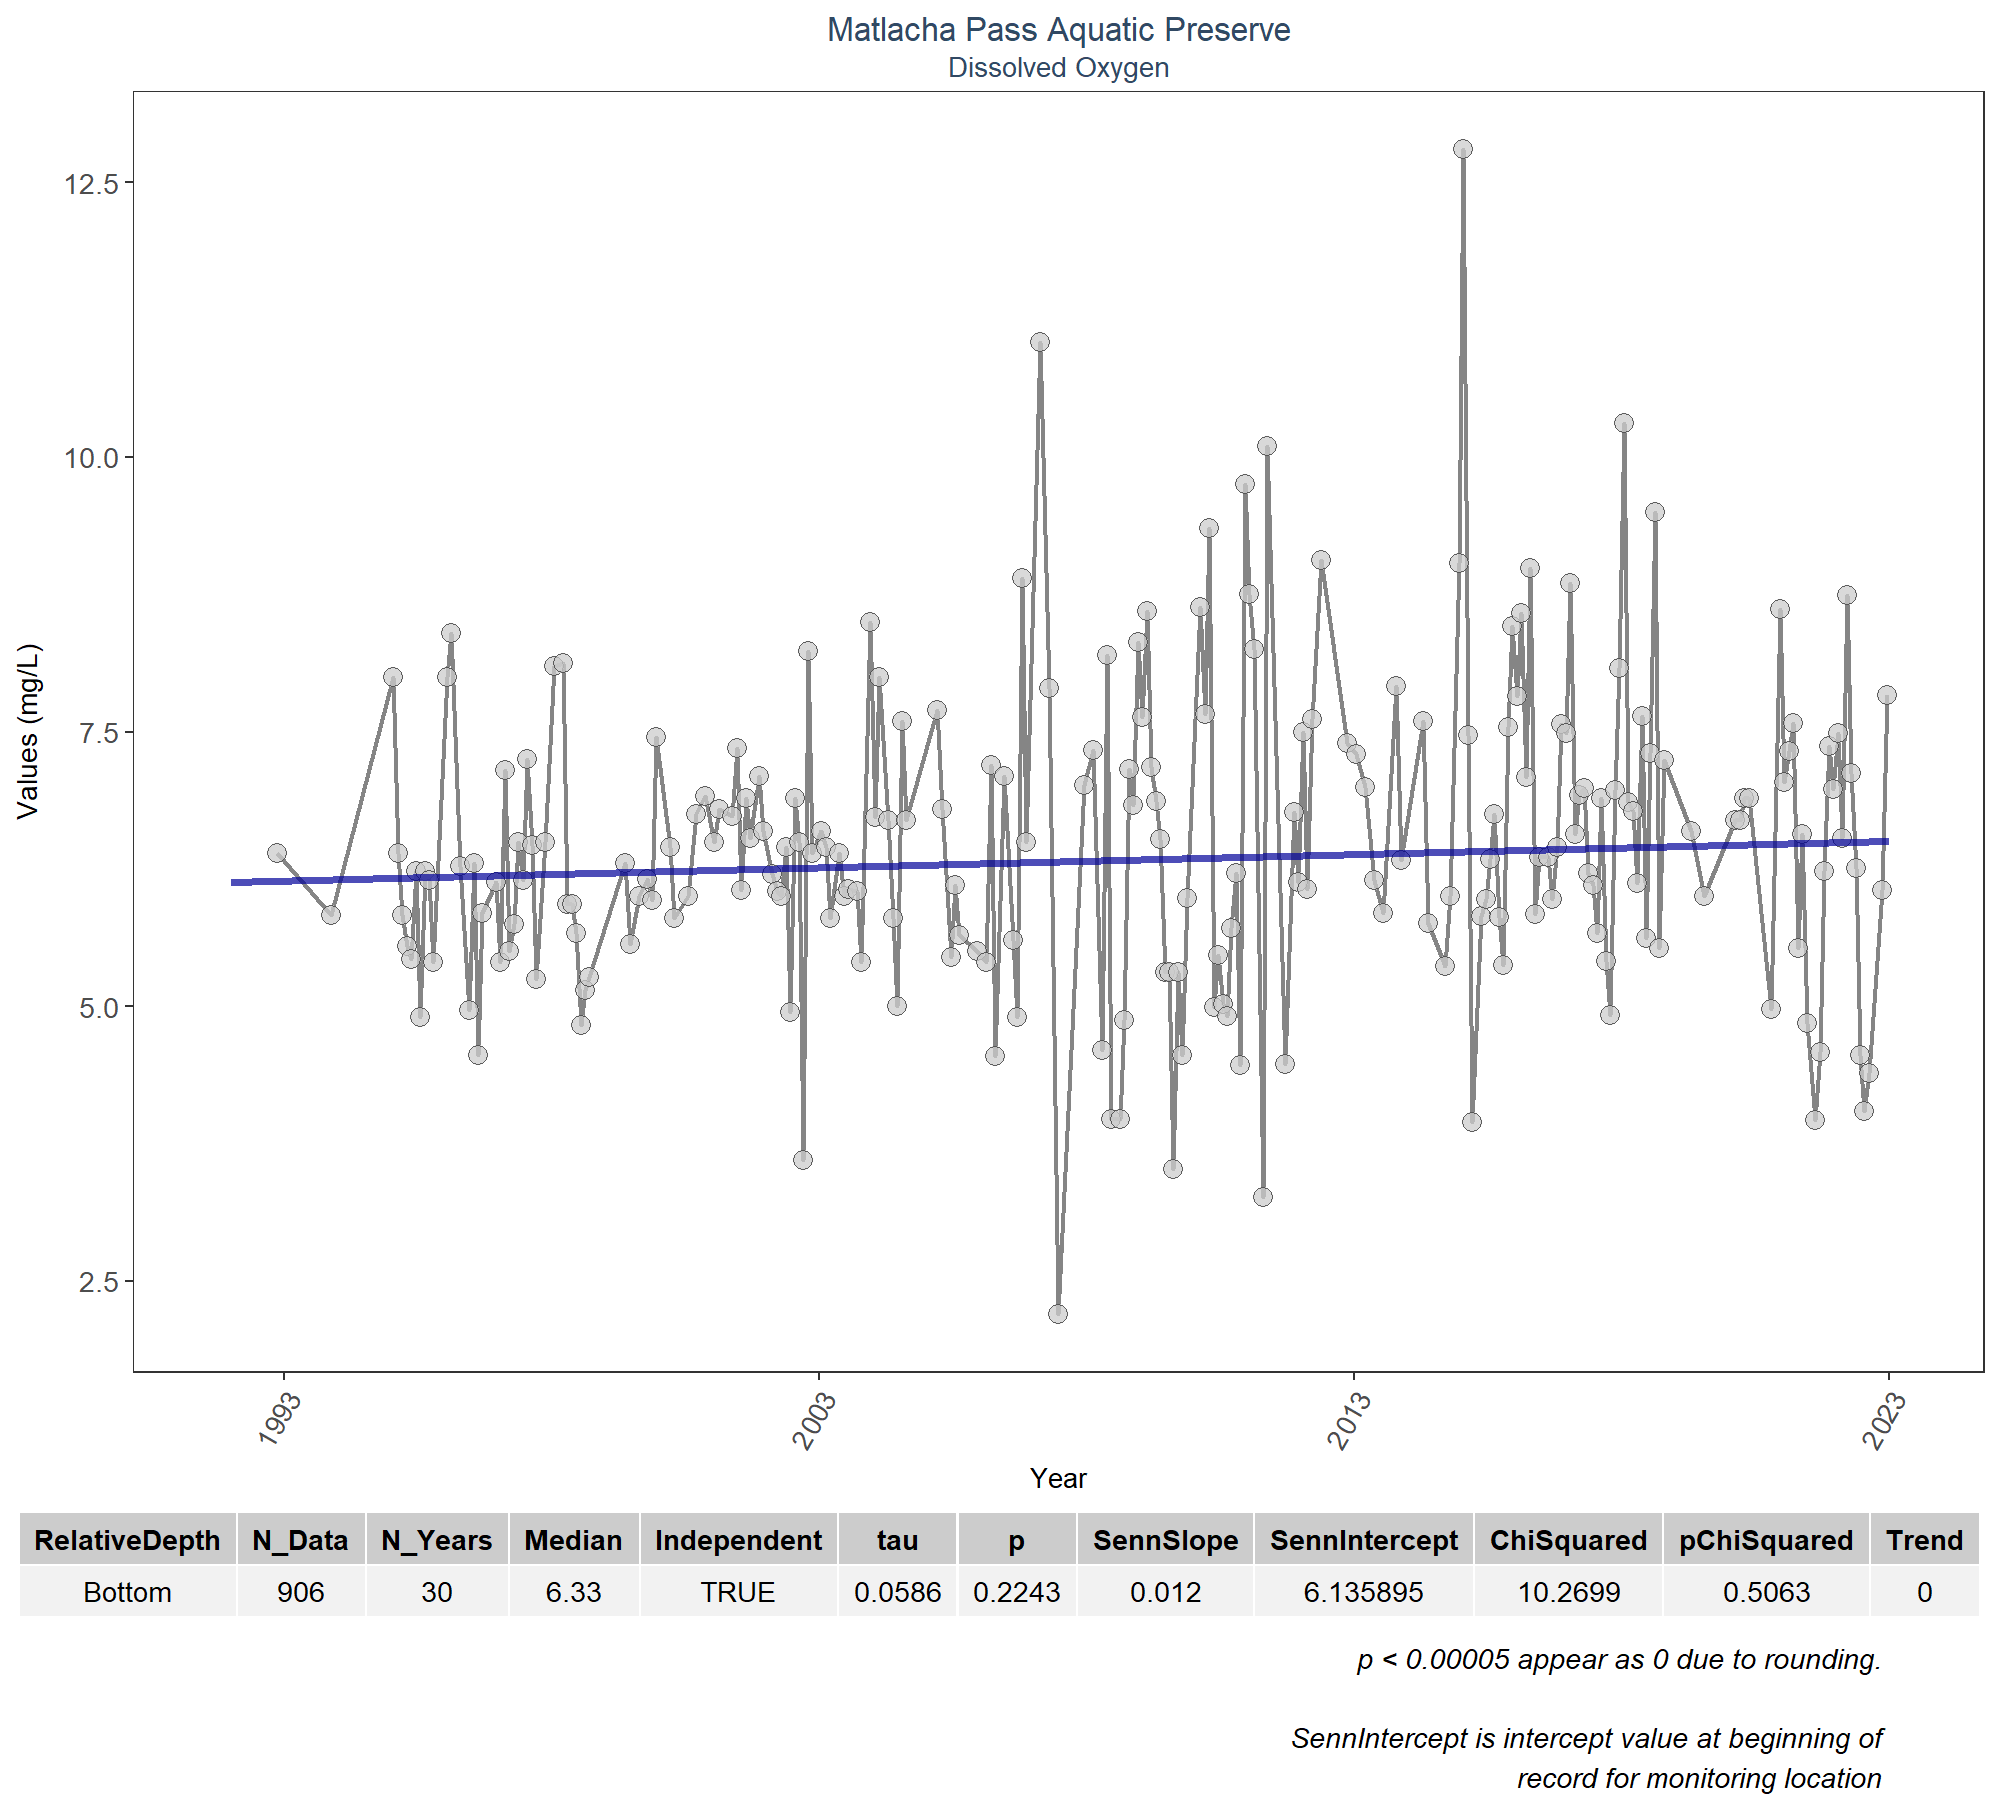 Matlacha Pass Aquatic Preserve
Dissolved Oxygen
Values (mg/L)
12.5
10.0
7.5
5.0
2.5
1993 2003 2013 2023
Year
RelativeDepth N_Data N_Years Median Independent tau p SennSlope SennIntercept ChiSquared pChiSquared Trend
Bottom 906 30 6.33 TRUE 0.0586 0.2243 0.012 6.135895 10.2699 0.5063 0
p < 0.00005 appear as 0 due to rounding.
SennIntercept is intercept value at beginning of
record for monitoring location